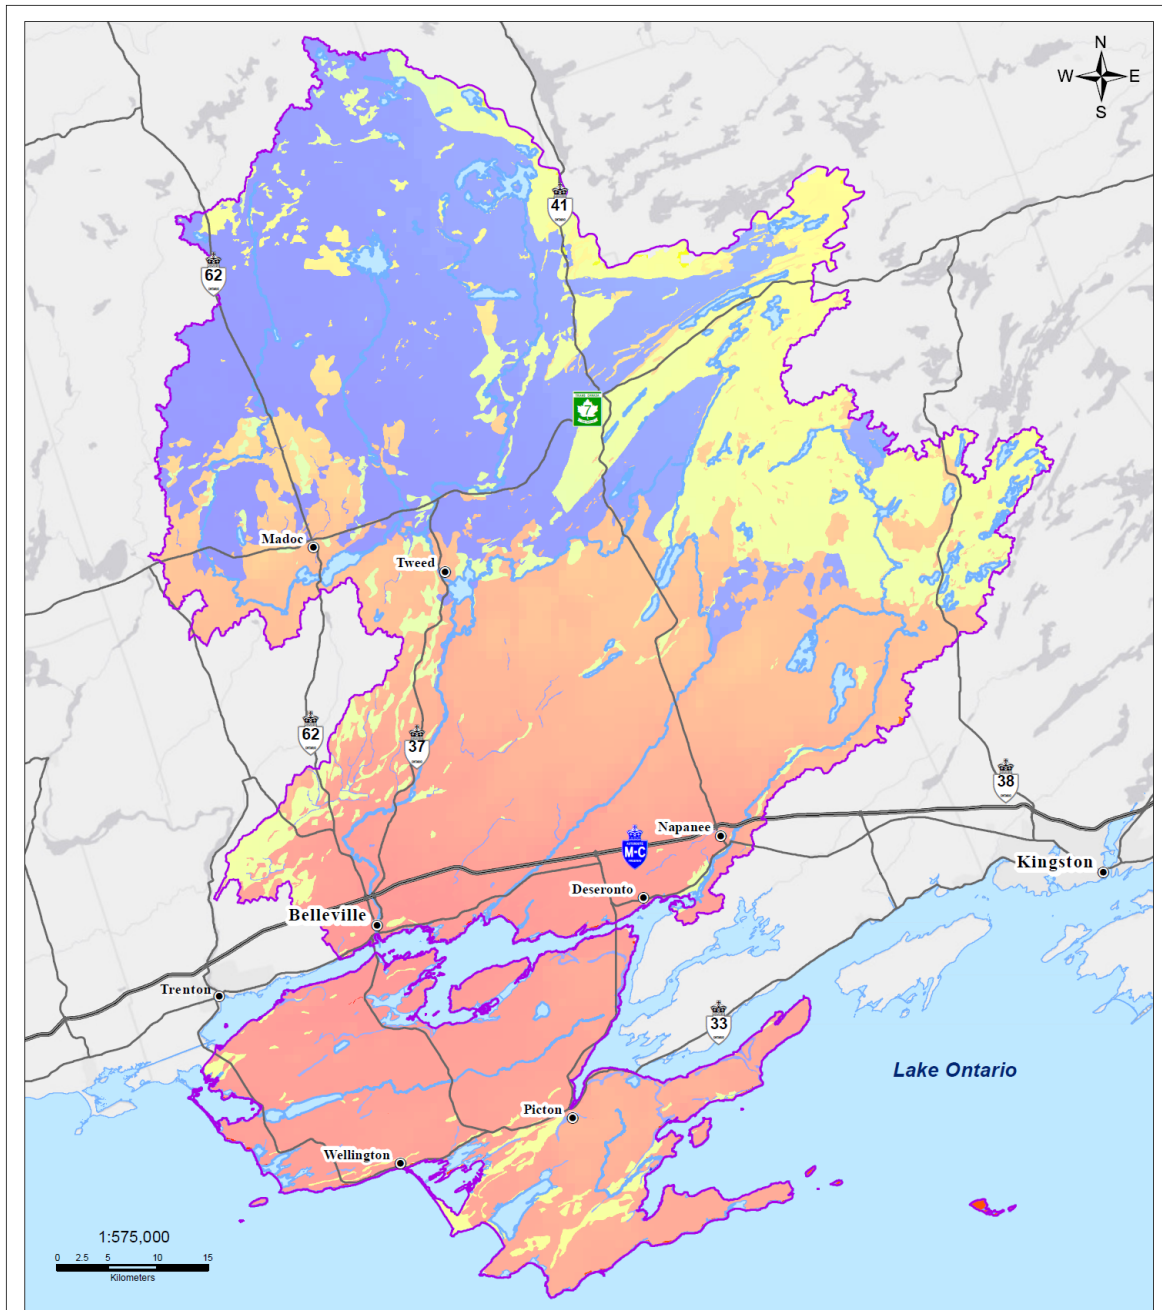 N
W E
S
41
62
7
Madoc
Tweed
62
37
38
Napanee
M-C
Kingston
Deseronto
Belleville
Trenton
33
Lake Ontario
Picton
Wellington
1:575,000
0 2.5 5 10 15
Kilometers